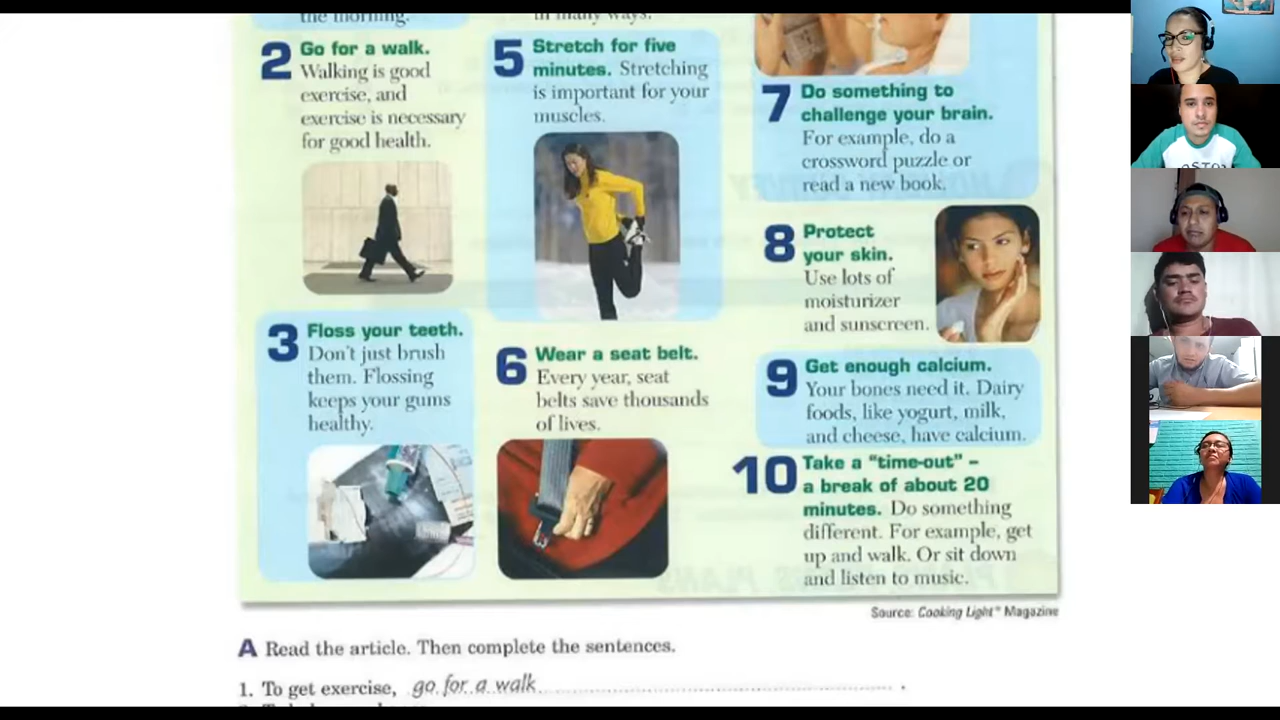 the morning.
2 Go for a walk.
Walking is good
exercise, and
exercise is necessary
for good health.
3 Floss your teeth.
Don't just brush
them. Flossing
keeps your gums
healthy.
in many ways.
5 Stretch for five
minutes. Stretching
is important for your
muscles.
6 Wear a seat belt.
Every year, seat
belts save thousands
of lives.
7 Do something to
challenge your brain.
For example, do a
crossword puzzle or
read a new book.
8 Protect
your skin.
Use lots of
moisturizer
and sunscreen.
9 Get enough calcium.
Your bones need it. Dairy
foods, like yogurt, milk,
and cheese, have calcium.
10 Take a “time-out” –
a break of about 20
minutes. Do something
different. For example, get
up and walk. Or sit down
and listen to music.
Source: Cooking Light® Magazine
A Read the article. Then complete the sentences.
1. To get exercise, go for a walk .